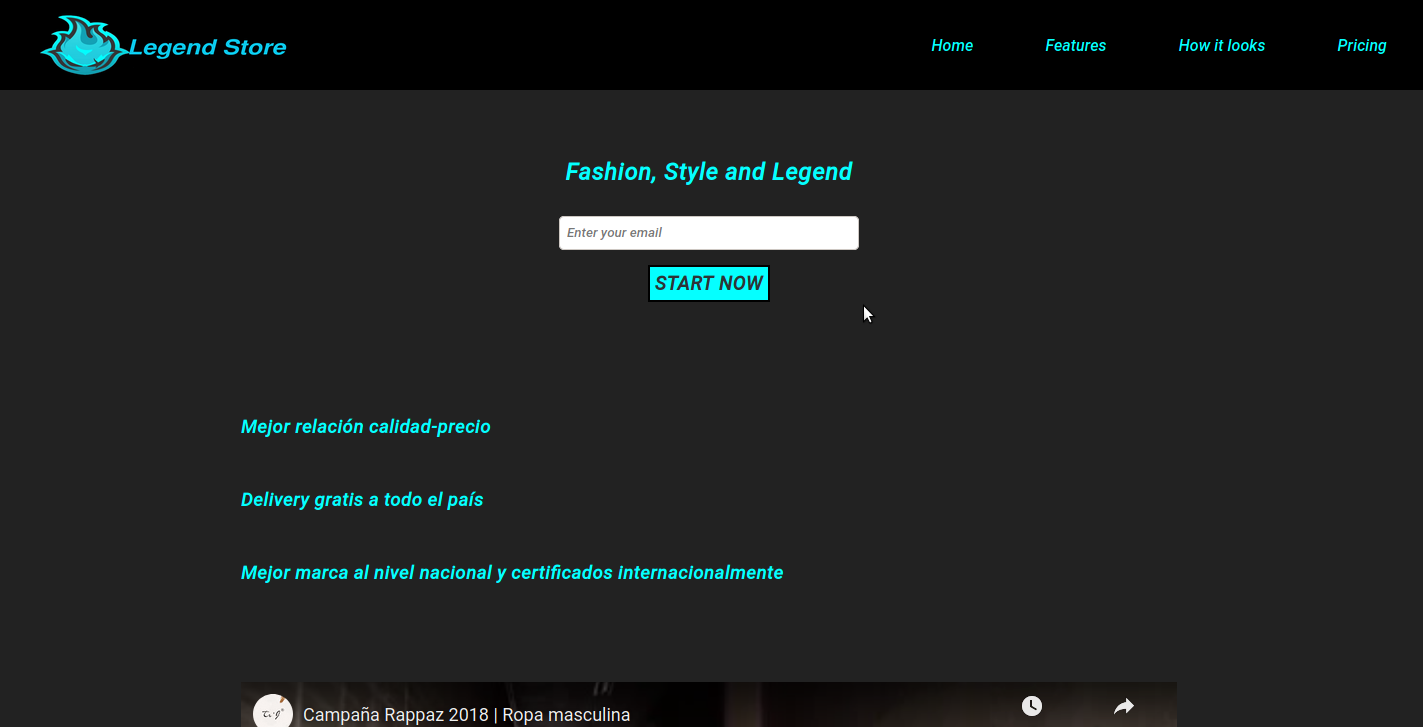 Legend Store
Home Features How it looks Pricing
Fashion, Style and Legend
Enter your email
START NOW
Mejor relación calidad-precio
Delivery gratis a todo el país
Mejor marca al nivel nacional y certificados internacionalmente
Campaña Rappaz 2018 | Ropa masculina